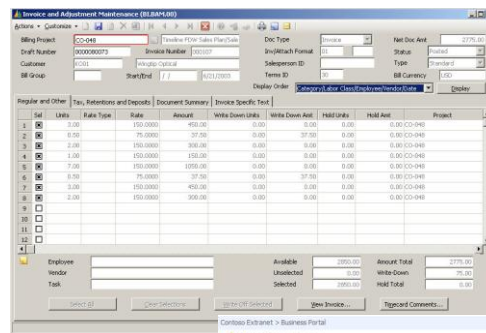 Invoice and Adjustment Maintenance (BI.BAM.00)
Actions Customize
Billing Project CO-048 Timeline PDW Sales Plan/Sale Doc Type Invoice Net Doc Amt 2775.00
Draft Number 0000000073 Invoice Number 000107 Inv/Attach Format 01 Status Posted
Customer KC01 Wingtip Optical Salesperson ID Type Standard
Bill Group Start/End / / Terms ID 30 Bill Currency USD
Display Order Category/Labor Class/Employee/Vendor/Date Display
Regular and Other Tax, Retentions and Deposits Document Summary Invoice Specific Text
Sel Units Rate Type Rate Amount Write Down Units Write Down Amt Hold Units Hold Amt Project
1 3.00 150.0000 450.00 0.00 0.00 0.00 0.00 CO-048
2 0.50 75.0000 37.50 0.00 37.50 0.00 0.00 CO-048
3 2.00 150.0000 300.00 0.00 0.00 0.00 0.00 CO-048
4 1.00 150.0000 150.00 0.00 0.00 0.00 0.00 CO-048
5 7.00 150.0000 1050.00 0.00 0.00 0.00 0.00 CO-048
6 0.50 75.0000 37.50 0.00 37.50 0.00 0.00 CO-048
7 3.00 150.0000 450.00 0.00 0.00 0.00 0.00 CO-048
8 2.00 150.0000 300.00 0.00 0.00 0.00 0.00 CO-048
9
10
11
12
Employee Available 2850.00 Amount Total 2775.00
Vendor Unselected 0.00 Write-Down 75.00
Task Selected 2850.00 Hold Total 0.00
Select All Clear Selections Write Off Selected View Invoice... Timecard Comments...
Contoso Extranet > Business Portal